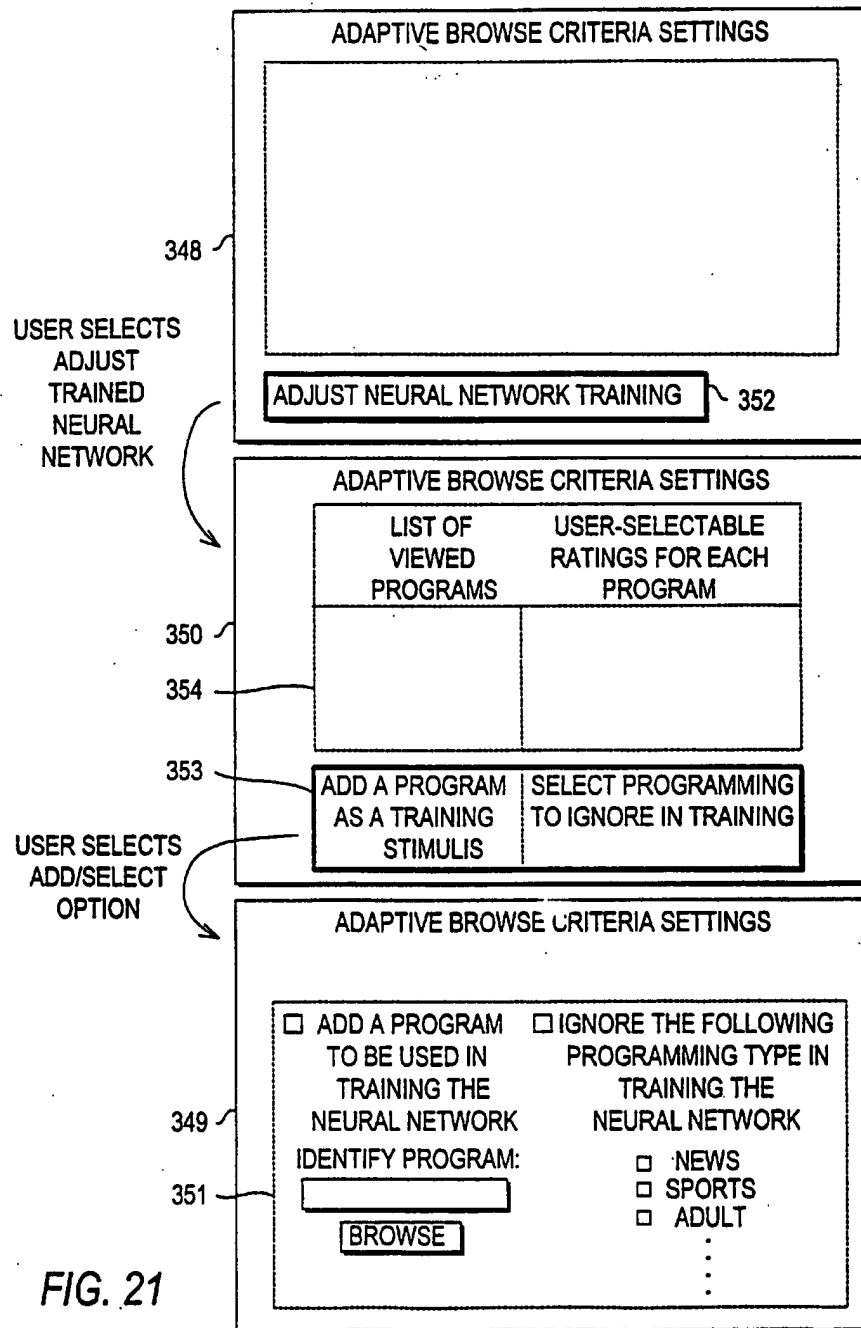 ADAPTIVE BROWSE CRITERIA SETTINGS
348
USER SELECTS
ADJUST
TRAINED
NEURAL
NETWORK
ADJUST NEURAL NETWORK TRAINING
352
ADAPTIVE BROWSE CRITERIA SETTINGS
LIST OF
VIEWED
PROGRAMS
USER-SELECTABLE
RATINGS FOR EACH
PROGRAM
350
354
353
ADD A PROGRAM
AS A TRAINING
STIMULIS
SELECT PROGRAMMING
TO IGNORE IN TRAINING
USER SELECTS
ADD/SELECT
OPTION
ADAPTIVE BROWSE CRITERIA SETTINGS
ADD A PROGRAM
TO BE USED IN
TRAINING THE
NEURAL NETWORK
IGNORE THE FOLLOWING
PROGRAMMING TYPE IN
TRAINING THE
NEURAL NETWORK
349
IDENTIFY PROGRAM:
351
BROWSE
NEWS
SPORTS
ADULT
FIG. 21